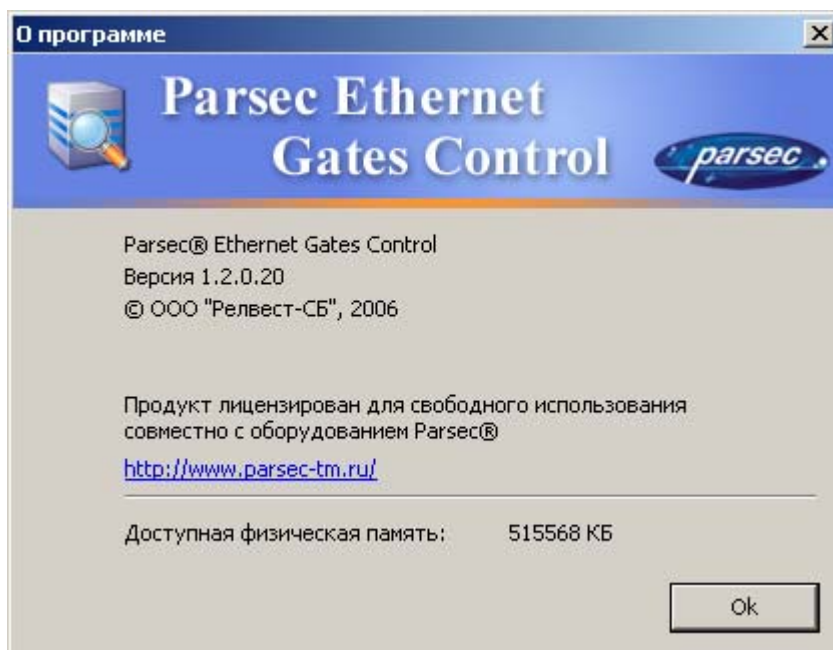 О программе
Parsec Ethernet
Gates Control
parsec
Parsec® Ethernet Gates Control
Версия 1.2.0.20
© ООО "Релвест-СБ", 2006
Продукт лицензирован для свободного использования
совместно с оборудованием Parsec®
http://www.parsec-tm.ru/
Доступная физическая память: 515568 КБ
Ok